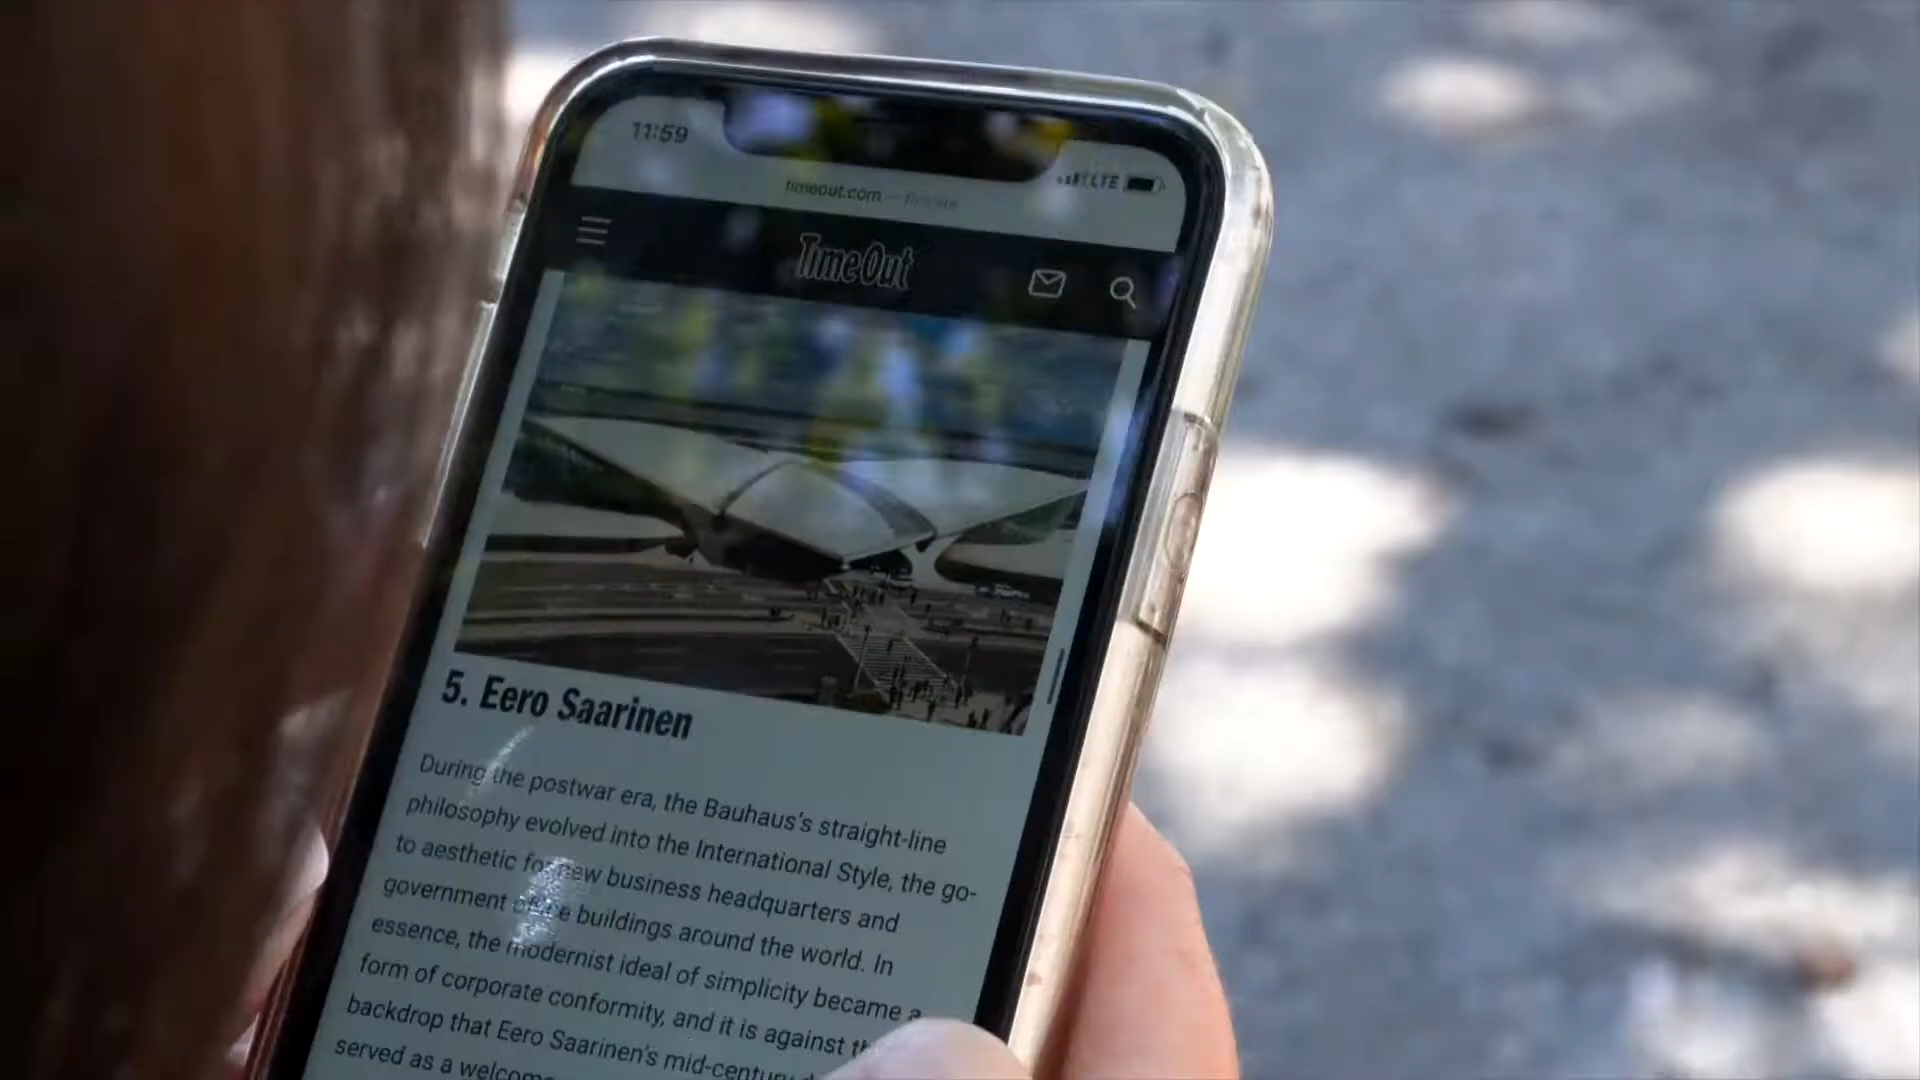 11:59
LTE
timeout.com — Private
TimeOut
5. Eero Saarinen
During the postwar era, the Bauhaus's straight-line
philosophy evolved into the International Style, the go-
to aesthetic for new business headquarters and
government office buildings around the world. In
essence, the modernist ideal of simplicity became a
form of corporate conformity, and it is against
backdrop that Eero Saarinen's mid-century
served as a